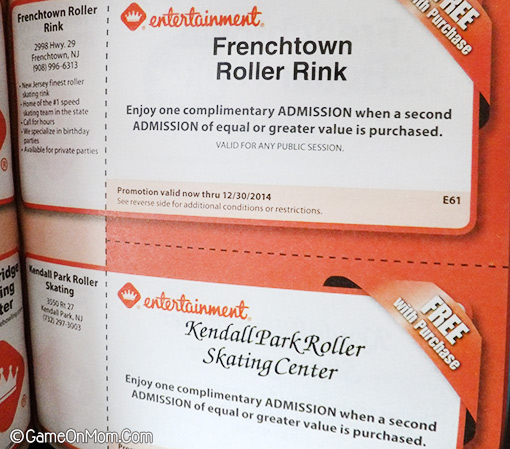 Frenchtown Roller
Rink
2998 Hwy. 29
Frenchtown, NJ
(908) 996-6313
• New Jersey finest roller
skating rink
• Home of the #1 speed
skating team in the state
• Call for hours
• We specialize in birthday
parties
• Available for private parties
entertainment®
FREE
with Purchase
Frenchtown
Roller Rink
Enjoy one complimentary ADMISSION when a second
ADMISSION of equal or greater value is purchased.
VALID FOR ANY PUBLIC SESSION.
Promotion valid now thru 12/30/2014
See reverse side for additional conditions or restrictions.
E61
Kendall Park Roller
Skating
3550 Rt 27
Kendall Park, NJ
(732) 297-3003
entertainment®
FREE
with Purchase
Kendall Park Roller
Skating Center
Enjoy one complimentary ADMISSION when a second
ADMISSION of equal or greater value is purchased.
©GameOnMom.Com